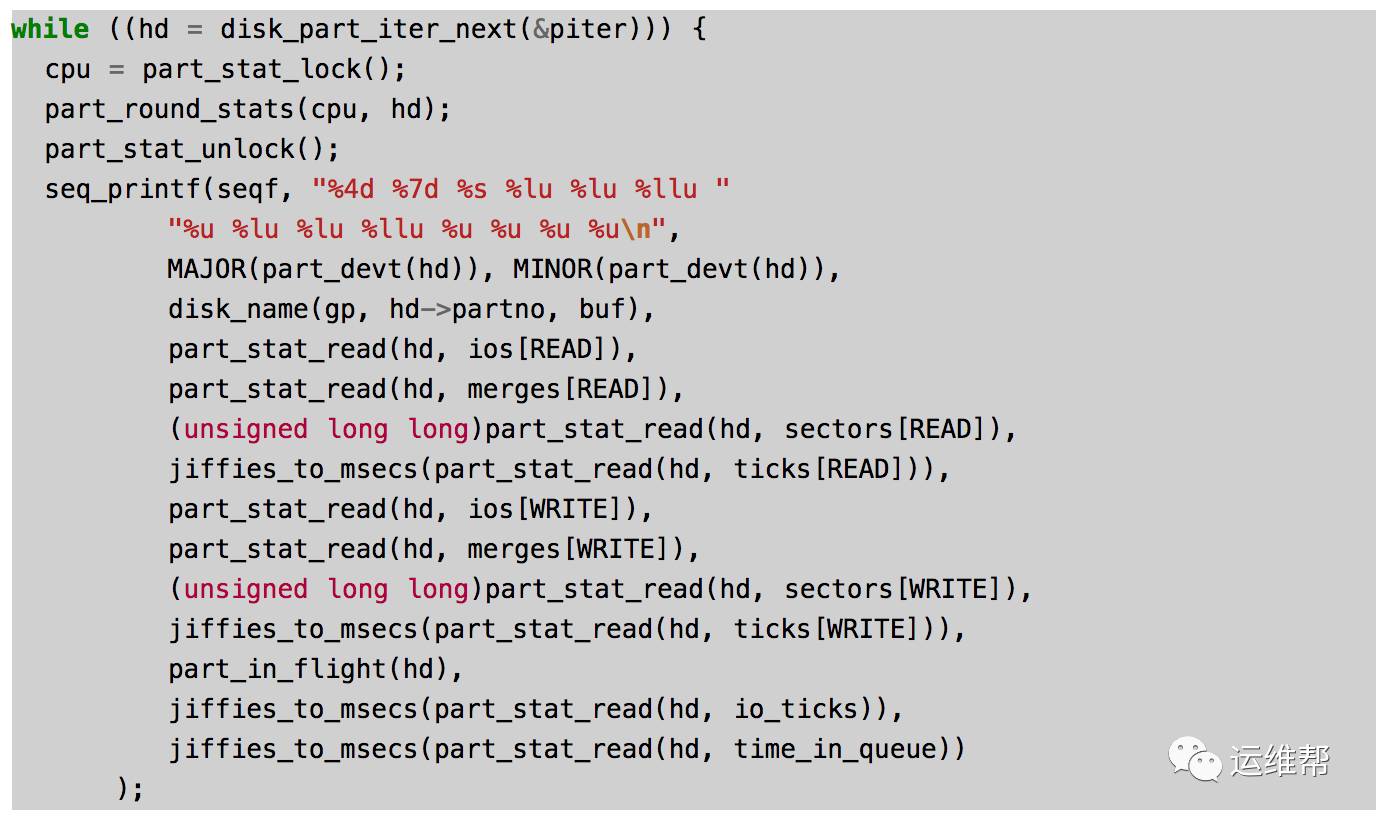 while ((hd = disk_part_iter_next(&piter))) {
  cpu = part_stat_lock();
  part_round_stats(cpu, hd);
  part_stat_unlock();
  seq_printf(seqf, "%4d %7d %s %lu %lu %llu "
          "%u %lu %lu %llu %u %u %u %u\n",
          MAJOR(part_devt(hd)), MINOR(part_devt(hd)),
          disk_name(gp, hd->partno, buf),
          part_stat_read(hd, ios[READ]),
          part_stat_read(hd, merges[READ]),
          (unsigned long long)part_stat_read(hd, sectors[READ]),
          jiffies_to_msecs(part_stat_read(hd, ticks[READ])),
          part_stat_read(hd, ios[WRITE]),
          part_stat_read(hd, merges[WRITE]),
          (unsigned long long)part_stat_read(hd, sectors[WRITE]),
          jiffies_to_msecs(part_stat_read(hd, ticks[WRITE])),
          part_in_flight(hd),
          jiffies_to_msecs(part_stat_read(hd, io_ticks)),
          jiffies_to_msecs(part_stat_read(hd, time_in_queue))
      );
运维帮